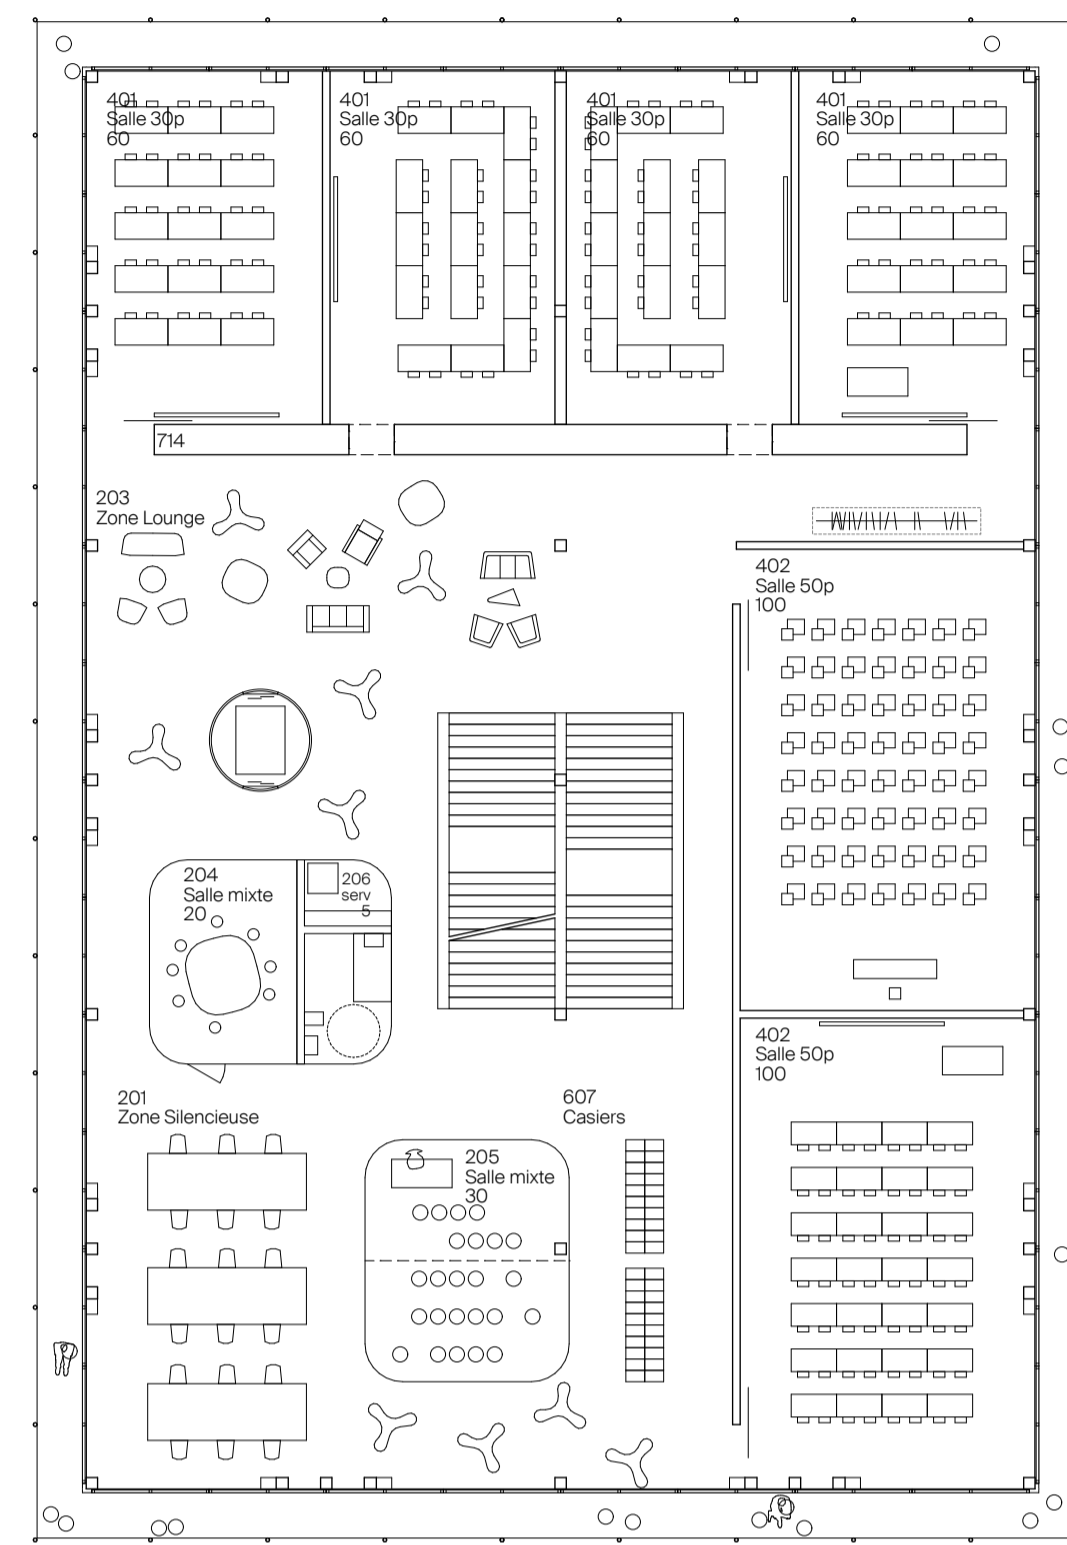 401
Salle 30p
60
401
Salle 30p
60
401
Salle 30p
60
401
Salle 30p
60
714
203
Zone Lounge
402
Salle 50p
100
204
Salle mixte
20
206
serv
5
402
Salle 50p
100
201
Zone Silencieuse
607
Casiers
205
Salle mixte
30